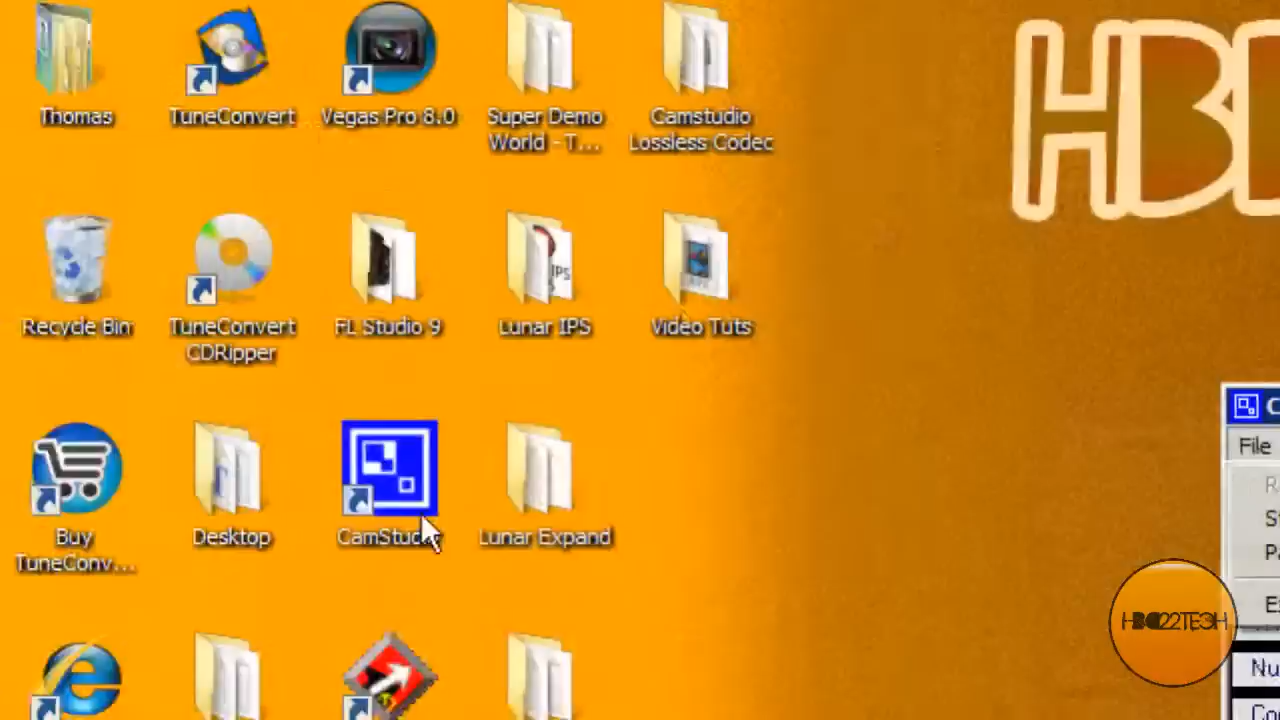 Thomas
TuneConvert
Vegas Pro 8.0
Super Demo
World - T...
Camstudio
Lossless Codec
Recycle Bin
TuneConvert
CDRipper
FL Studio 9
Lunar IPS
Video Tuts
Buy
TuneConv...
Desktop
Lunar Expand
File